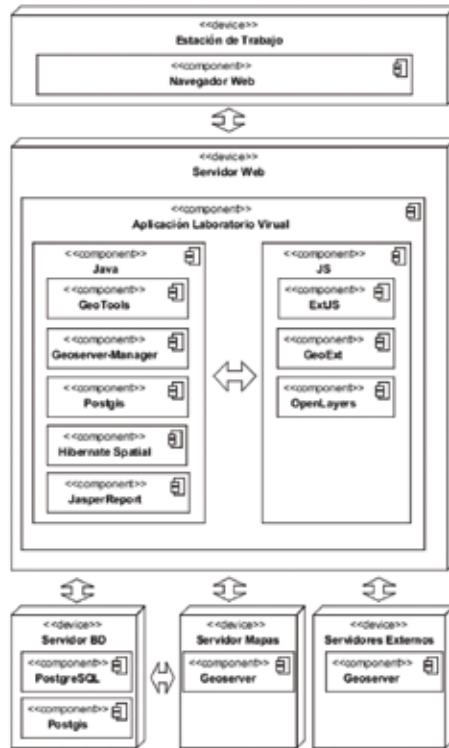 <<device>>
Estación de Trabajo
<<component>>
Navegador Web
<<device>>
Servidor Web
<<component>>
Aplicación Laboratorio Virual
<<component>>
Java
<<component>>
GeoTools
<<component>>
Geoserver-Manager
<<component>>
Postgis
<<component>>
Hibernate Spatial
<<component>>
JasperReport
<<component>>
JS
<<component>>
ExtJS
<<component>>
GeoExt
<<component>>
OpenLayers
<<device>>
Servidor BD
<<component>>
PostgreSQL
<<component>>
Postgis
<<device>>
Servidor Mapas
<<component>>
Geoserver
<<device>>
Servidores Externos
<<component>>
Geoserver